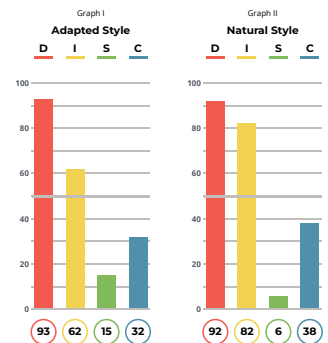 Graph I
Adapted Style
D I S C
100
80
60
40
20
0
93 62 15 32
Graph II
Natural Style
D I S C
100
80
60
40
20
0
92 82 6 38